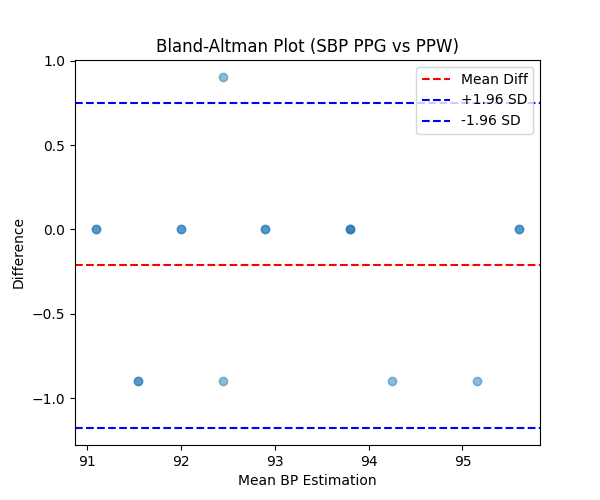 Bland-Altman Plot (SBP PPG vs PPW)
1.0
0.5
0.0
−0.5
−1.0
Difference
Mean Diff
+1.96 SD
-1.96 SD
91 92 93 94 95
Mean BP Estimation